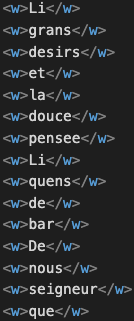 <w>Li</w>
<w>grans</w>
<w>desirs</w>
<w>et</w>
<w>la</w>
<w>douce</w>
<w>pensee</w>
<w>Li</w>
<w>quens</w>
<w>de</w>
<w>bar</w>
<w>De</w>
<w>nous</w>
<w>seigneur</w>
<w>que</w>